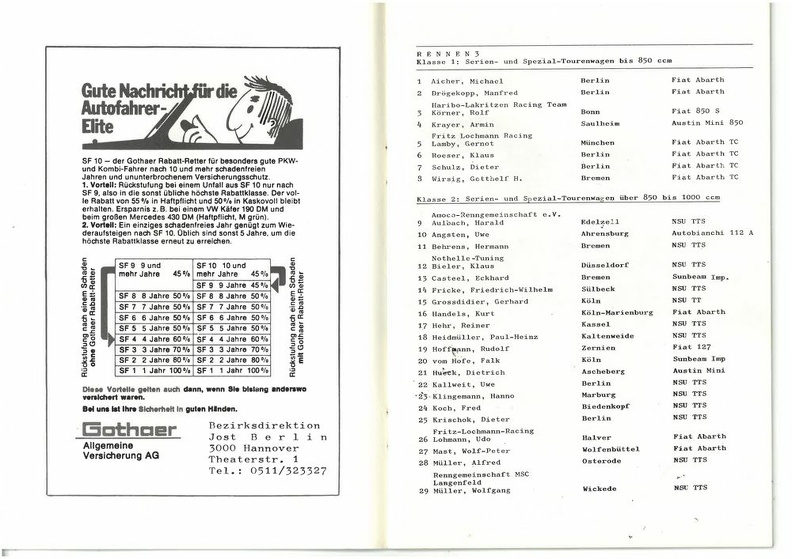 Gute Nachricht für die
Autofahrer-
Elite
SF 10 – der Gothaer Rabatt-Retter für besonders gute PKW-
und Kombi-Fahrer nach 10 und mehr schadenfreien
Jahren und ununterbrochenem Versicherungsschutz.
1. Vorteil: Rückstufung bei einem Unfall aus SF 10 nur nach
SF 9, also in die sonst übliche höchste Rabattklasse. Der vol-
le Rabatt von 55 % in Haftpflicht und 50 % in Kaskovoll bleibt
erhalten. Ersparnis z. B. bei einem VW Käfer 190 DM und
beim großen Mercedes 430 DM (Haftpflicht, M grün).
2. Vorteil: Ein einziges schadenfreies Jahr genügt zum Wie-
deraufsteigen nach SF 10. Üblich sind sonst 5 Jahre, um die
höchste Rabattklasse erneut zu erreichen.
Rückstufung nach einem Schaden
ohne Gothaer Rabatt-Retter
SF 9 9 und mehr Jahre 45 %
SF 10 10 und mehr Jahre 45 %
SF 9 9 Jahre 45 %
SF 8 8 Jahre 50 % SF 8 8 Jahre 50 %
SF 7 7 Jahre 50 % SF 7 7 Jahre 50 %
SF 6 6 Jahre 50 % SF 6 6 Jahre 50 %
SF 5 5 Jahre 50 % SF 5 5 Jahre 50 %
SF 4 4 Jahre 60 % SF 4 4 Jahre 60 %
SF 3 3 Jahre 70 % SF 3 3 Jahre 70 %
SF 2 2 Jahre 80 % SF 2 2 Jahre 80 %
SF 1 1 Jahr 100 % SF 1 1 Jahr 100 %
Rückstufung nach einem Schaden
mit Gothaer Rabatt-Retter
Diese Vorteile gelten auch dann, wenn Sie bislang anderswo
versichert waren.
Bei uns ist Ihre Sicherheit in guten Händen.
Gothaer
Allgemeine
Versicherung AG
Bezirksdirektion
Jost Berlin
3000 Hannover
Theaterstr. 1
Tel.: 0511/323327
RENNEN 3
Klasse 1: Serien- und Spezial-Tourenwagen bis 850 ccm
1 Aicher, Michael Berlin Fiat Abarth
2 Drögekopp, Manfred Berlin Fiat Abarth
Haribo-Lakritzen Racing Team
3 Körner, Rolf Bonn Fiat 850 S
4 Krayer, Armin Saulheim Austin Mini 850
Fritz Lochmann Racing
5 Lamby, Gernot München Fiat Abarth TC
6 Roeser, Klaus Berlin Fiat Abarth TC
7 Schulz, Dieter Berlin Fiat Abarth TC
8 Wirsig, Gotthelf H. Bremen Fiat Abarth TC
Klasse 2: Serien- und Spezial-Tourenwagen über 850 bis 1000 ccm
Amoco-Renngemeinschaft e.V.
9 Aulbach, Harald Edelzell NSU TTS
10 Angsten, Uwe Ahrensburg Autobianchi 112 A
11 Behrens, Hermann Bremen NSU TTS
Nothelle-Tuning
12 Bieler, Klaus Düsseldorf NSU TTS
13 Casteel, Eckhard Bremen Sunbeam Imp.
14 Fricke, Friedrich-Wilhelm Sülbeck NSU TTS
15 Grossdidier, Gerhard Köln NSU TT
16 Handels, Kurt Köln-Marienburg Fiat Abarth
17 Hehr, Reiner Kassel NSU TTS
18 Heidmüller, Paul-Heinz Kaltenweide NSU TTS
19 Hoffmann, Rudolf Zernien Fiat 127
20 vom Hofe, Falk Köln Sunbeam Imp
21 Hueck, Dietrich Ascheberg Austin Mini
22 Kallweit, Uwe Berlin NSU TTS
23 Klingemann, Hanno Marburg NSU TTS
24 Koch, Fred Biedenkopf NSU TTS
25 Krischok, Dieter Berlin NSU TTS
Fritz-Lochmann-Racing
26 Lohmann, Udo Halver Fiat Abarth
27 Mast, Wolf-Peter Wolfenbüttel Fiat Abarth
28 Müller, Alfred Osterode NSU TTS
Renngemeinschaft MSC
Langenfeld
29 Müller, Wolfgang Wickede NSU TTS